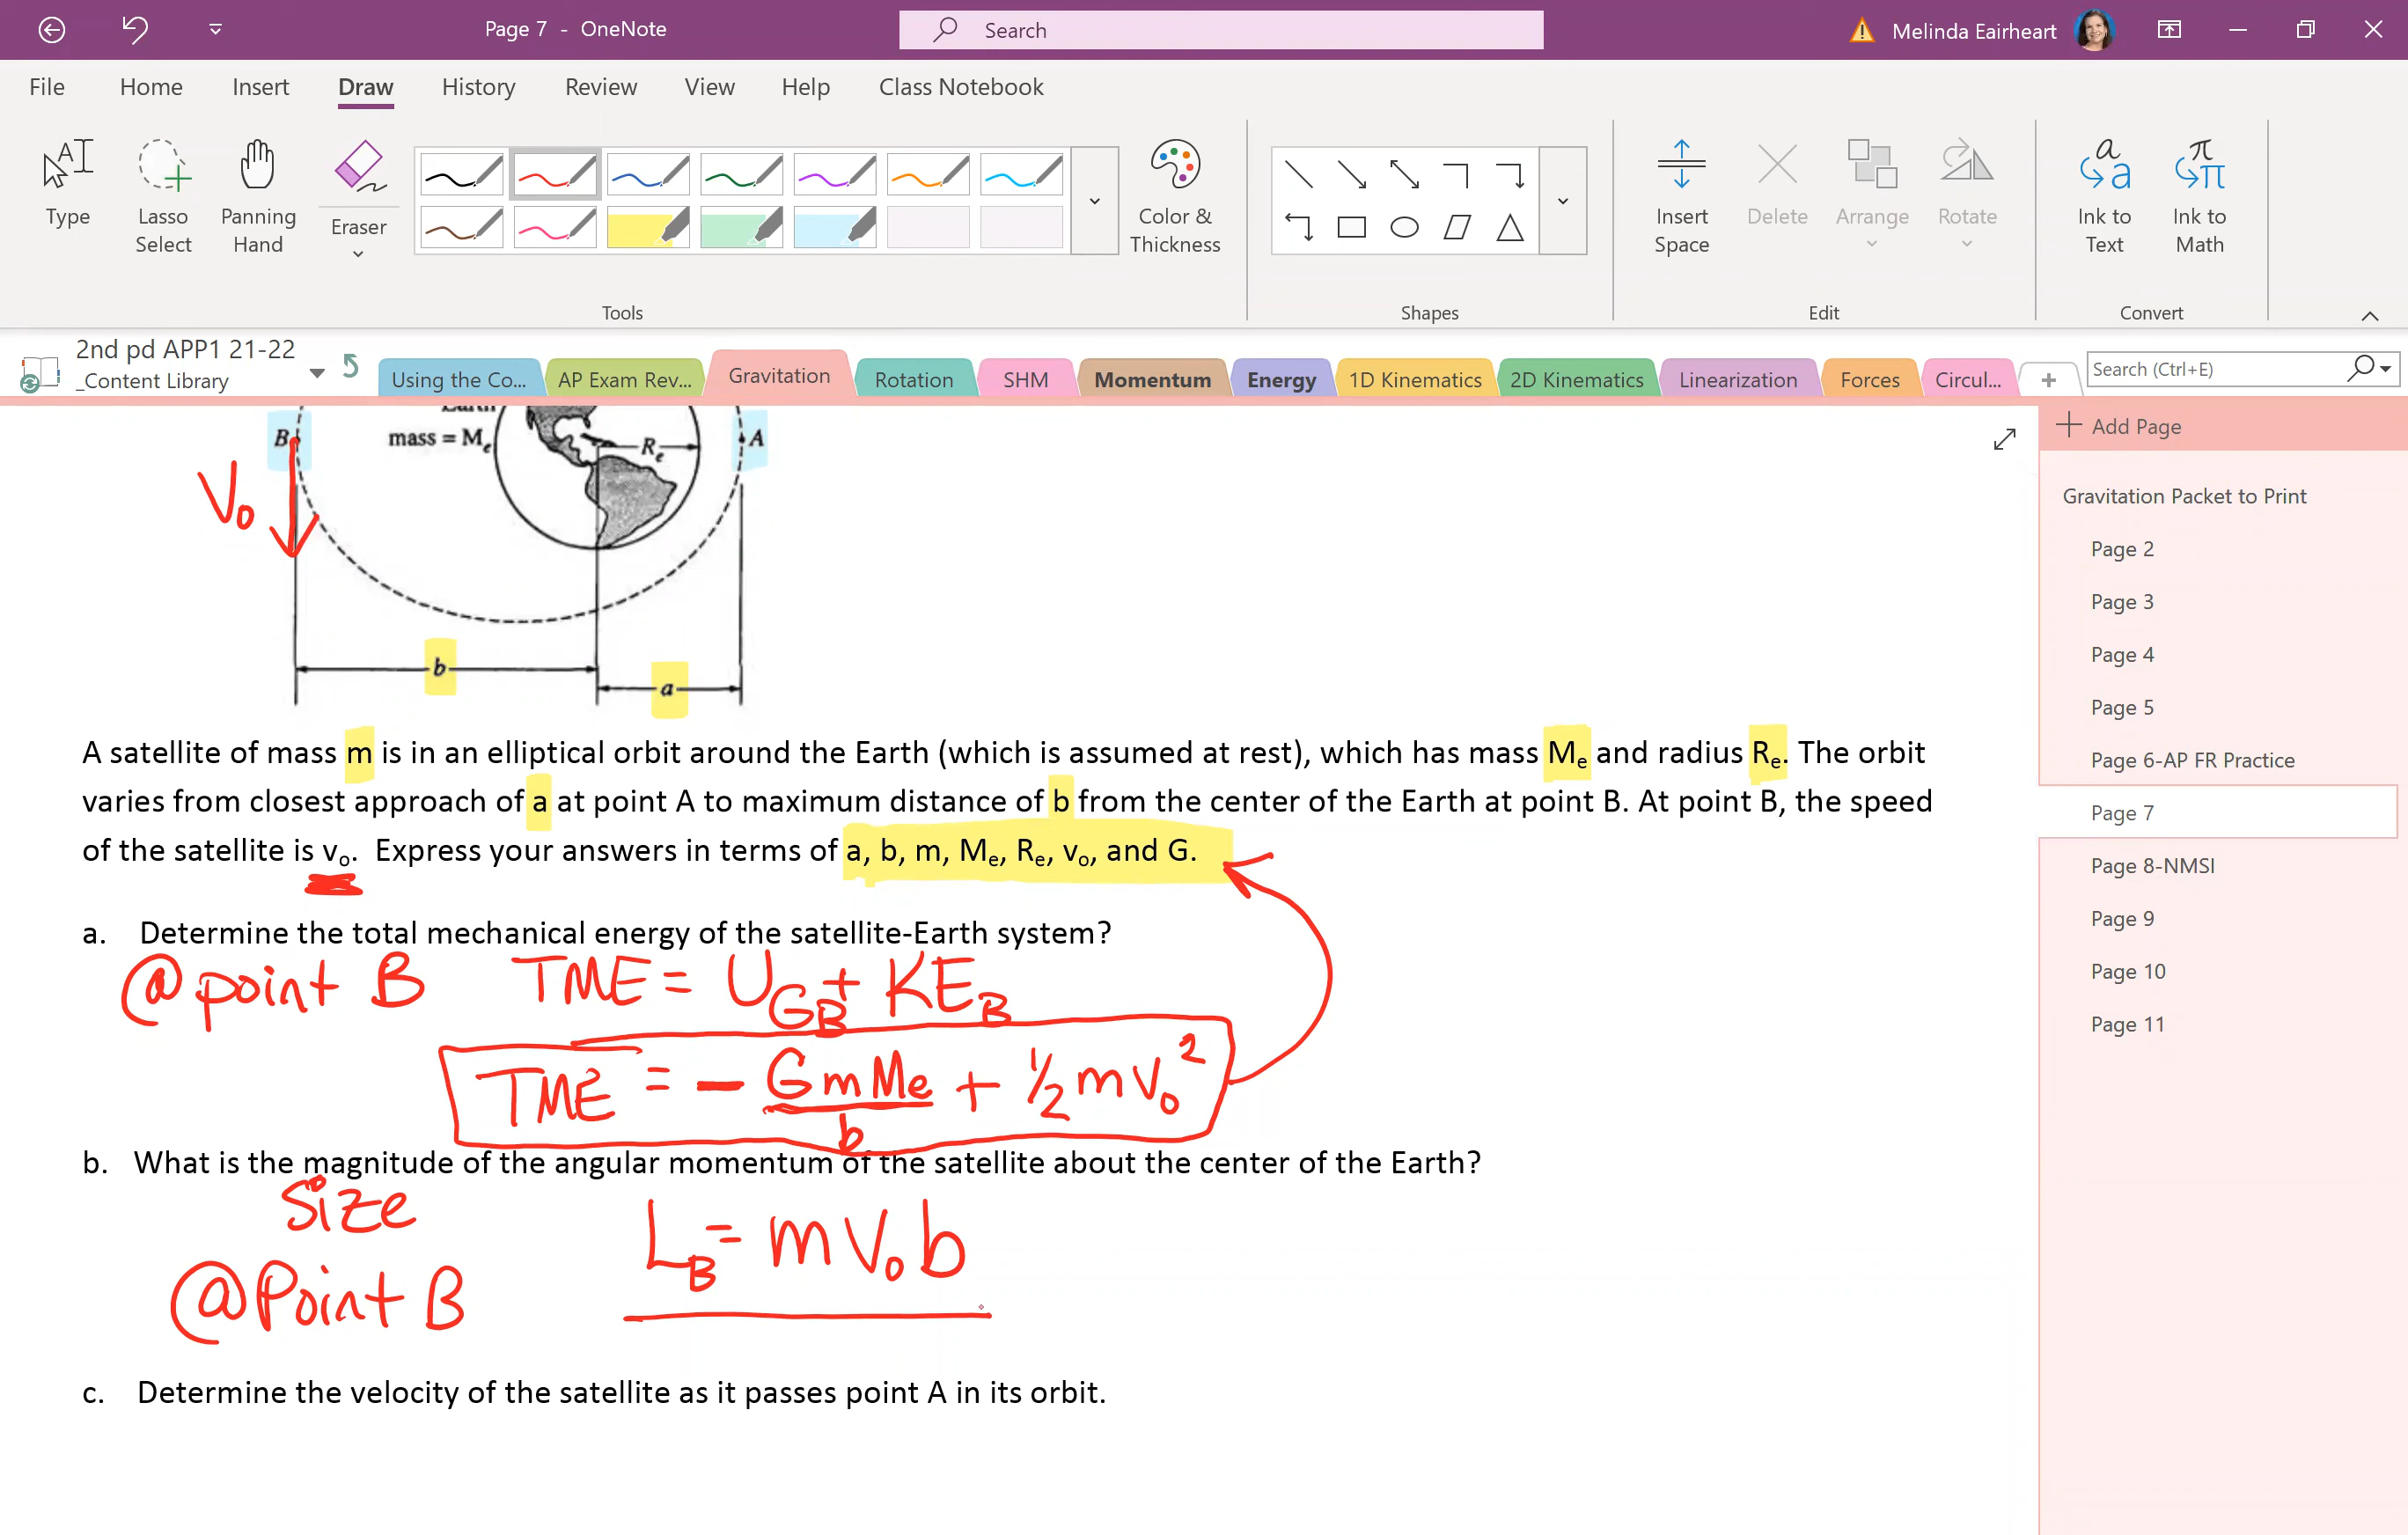 Page 7 - OneNote
Search
Melinda Eairheart
File Home Insert Draw History Review View Help Class Notebook
Type
Lasso Select
Panning Hand
Eraser
Color & Thickness
Insert Space
Delete
Arrange
Rotate
Ink to Text
Ink to Math
Tools
Shapes
Edit
Convert
2nd pd APP1 21-22
_Content Library
Using the Co... AP Exam Rev... Gravitation Rotation SHM Momentum Energy 1D Kinematics 2D Kinematics Linearization Forces Circul... +
Search (Ctrl+E)
Add Page
Gravitation Packet to Print
Page 2
Page 3
Page 4
Page 5
Page 6-AP FR Practice
Page 7
Page 8-NMSI
Page 9
Page 10
Page 11
Earth
B mass = Me Re A
Vo
b
a
A satellite of mass m is in an elliptical orbit around the Earth (which is assumed at rest), which has mass Me and radius Re. The orbit
varies from closest approach of a at point A to maximum distance of b from the center of the Earth at point B. At point B, the speed
of the satellite is vo. Express your answers in terms of a, b, m, Me, Re, vo, and G.
a. Determine the total mechanical energy of the satellite-Earth system?
@ point B TME = UGB + KEB
TME = - GmMe/b + 1/2 mVo²
b. What is the magnitude of the angular momentum of the satellite about the center of the Earth?
Size
LB = mVob
@ Point B
c. Determine the velocity of the satellite as it passes point A in its orbit.